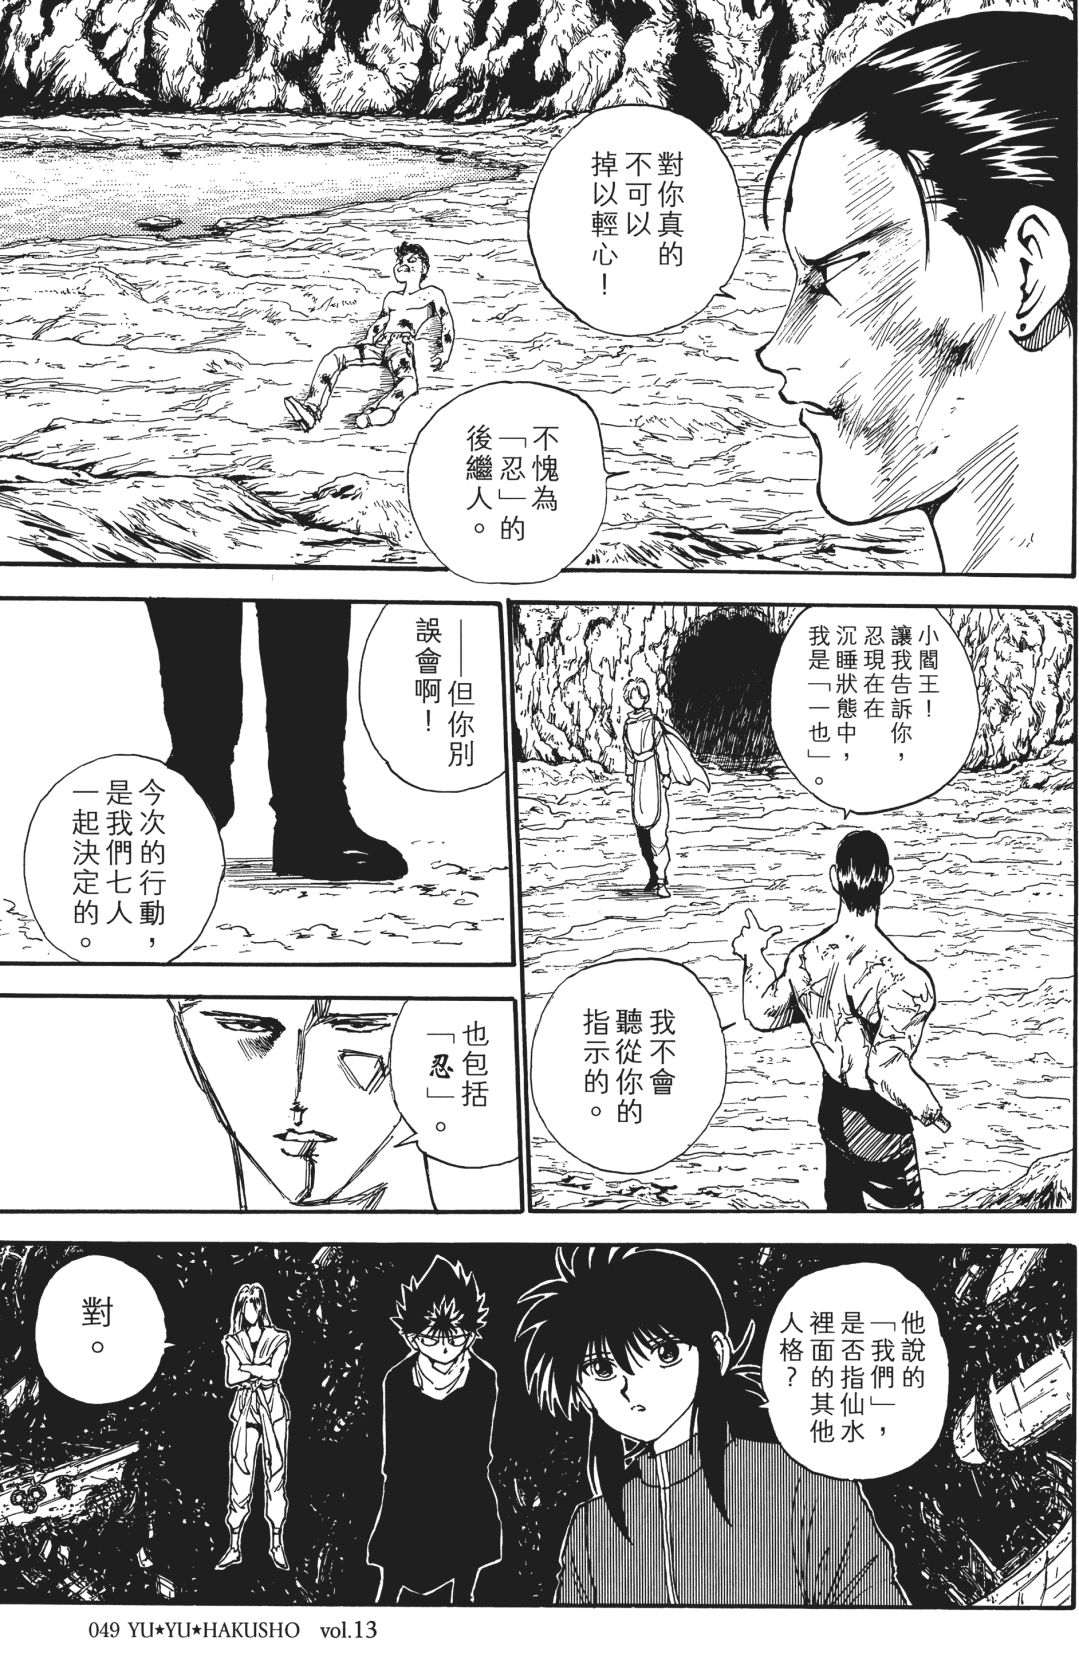 對你真的
不可以
掉以輕心！
不愧為
「忍」的
後繼人。
小閻王！
讓我告訴你，
忍現在在
沉睡狀態中，
我是「一也」。
我不會
聽從你的
指示的。
——但你別
誤會啊！
今次的行動，
是我們七人
一起決定的。
也包括
「忍」。
他說的
「我們」，
是否指仙水
裡面的其他
人格？
對。
049 YU★YU★HAKUSHO vol.13